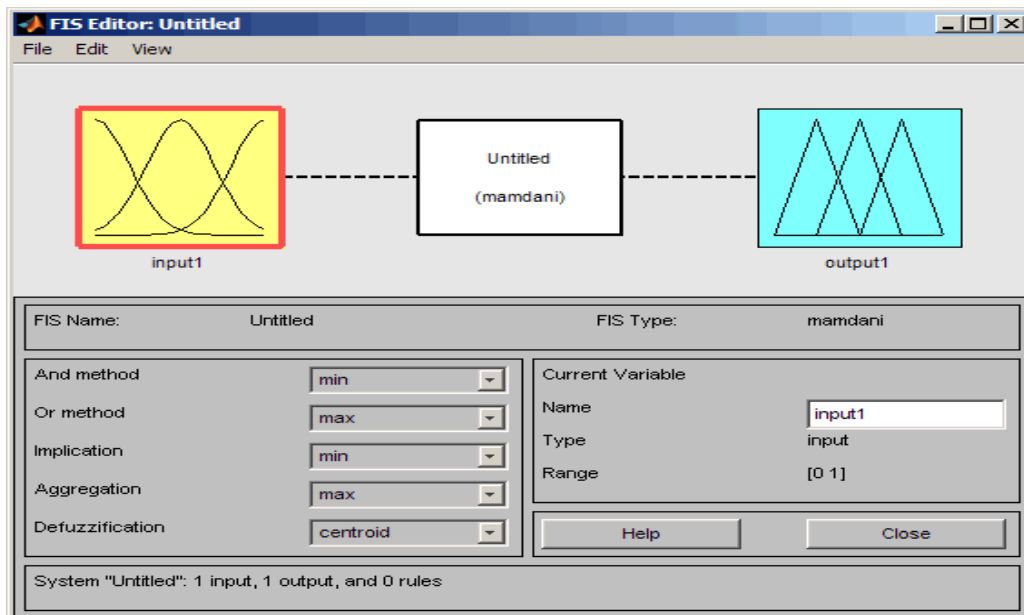 FIS Editor: Untitled
File Edit View
Untitled
(mamdani)
input1
output1
FIS Name: Untitled FIS Type: mamdani
And method min
Or method max
Implication min
Aggregation max
Defuzzification centroid
Current Variable
Name input1
Type input
Range [0 1]
Help Close
System "Untitled": 1 input, 1 output, and 0 rules